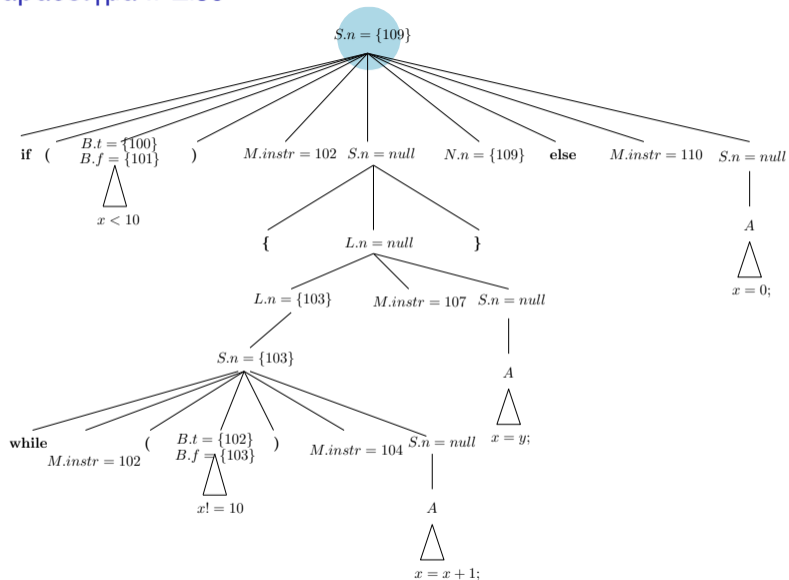 S.n = {109}
if ( B.t = {100} ) M.instr = 102 S.n = null N.n = {109} else M.instr = 110 S.n = null
B.f = {101}
x < 10
A
x = 0;
{ L.n = null }
L.n = {103} M.instr = 107 S.n = null
S.n = {103}
A
x = y;
while M.instr = 102 ( B.t = {102} ) M.instr = 104 S.n = null
B.f = {103}
x! = 10
A
x = x + 1;